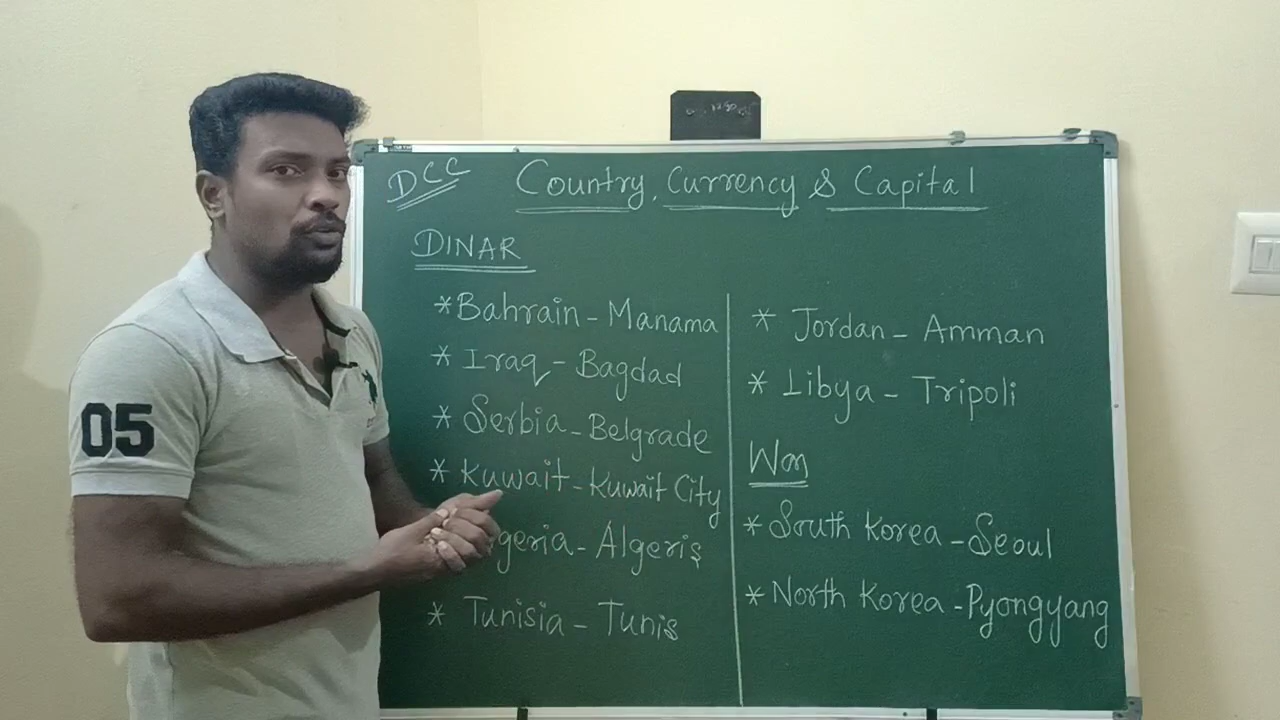 DCC
Country, Currency & Capital
DINAR
* Bahrain - Manama
* Iraq - Bagdad
* Serbia - Belgrade
* Kuwait - Kuwait City
geria - Algeris
* Tunisia - Tunis
* Jordan - Amman
* Libya - Tripoli
Won
* South Korea - Seoul
* North Korea - Pyongyang
05